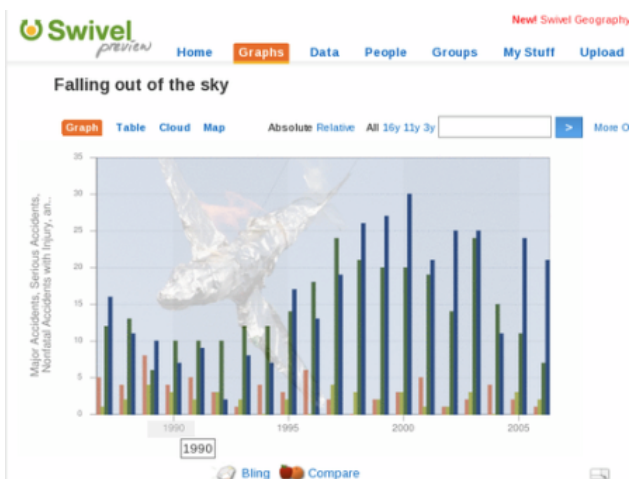 New! Swivel Geography
Swivel
preview
Home Graphs Data People Groups My Stuff Upload
Falling out of the sky
Graph Table Cloud Map Absolute Relative All 16y 11y 3y > More O
Major Accidents, Serious Accidents,
Nonfatal Accidents with Injury, an..
35
30
25
20
15
10
5
0
1990 1995 2000 2005
1990
Bling Compare